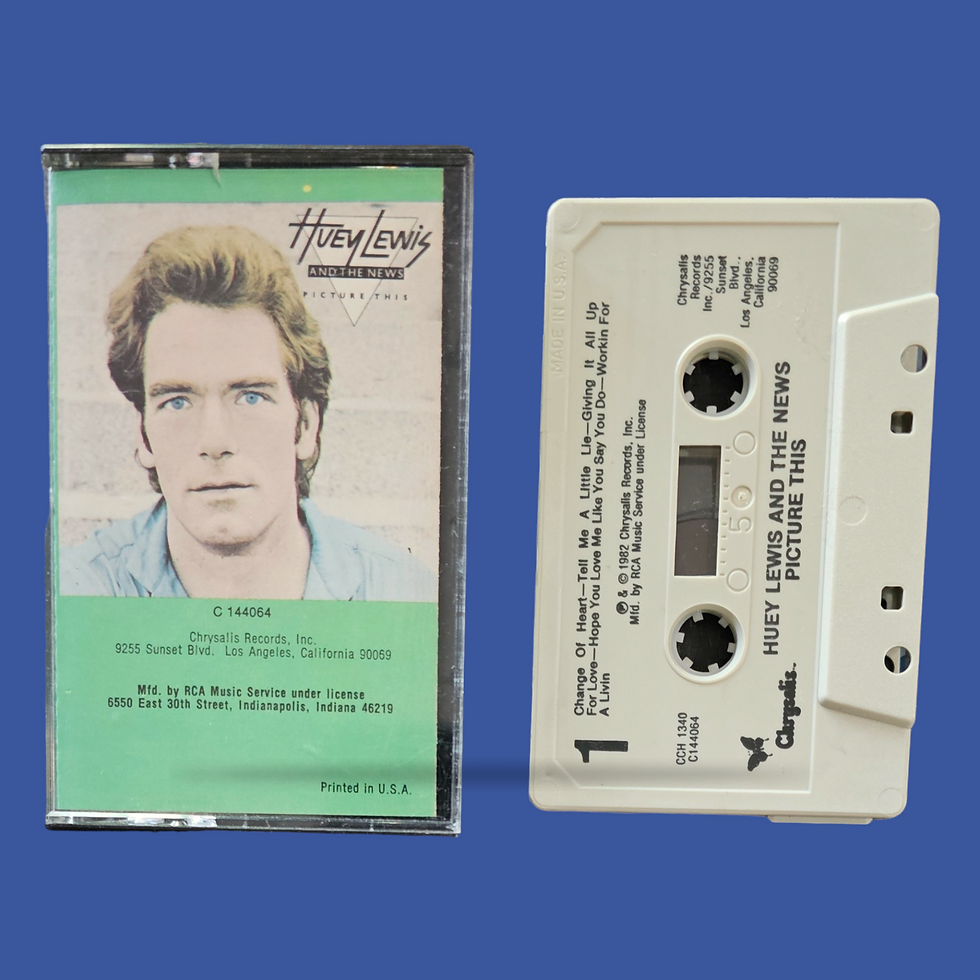 HUEY LEWIS
AND THE NEWS
PICTURE THIS
C 144064
Chrysalis Records, Inc.
9255 Sunset Blvd. Los Angeles, California 90069
Mfd. by RCA Music Service under license
6550 East 30th Street, Indianapolis, Indiana 46219
Printed in U.S.A.
MADE IN U.S.A.
1
Change Of Heart—Tell Me A Little Lie—Giving It All Up
For Love—Hope You Love Me Like You Say You Do—Workin For
A Livin
℗ & © 1982 Chrysalis Records, Inc.
Mfd. by RCA Music Service under License
CCH 1340
C144064
Chrysalis
Records
Inc./9255
Sunset
Blvd..
Los Angeles,
California
90069
50
HUEY LEWIS AND THE NEWS
PICTURE THIS
Chrysalis™